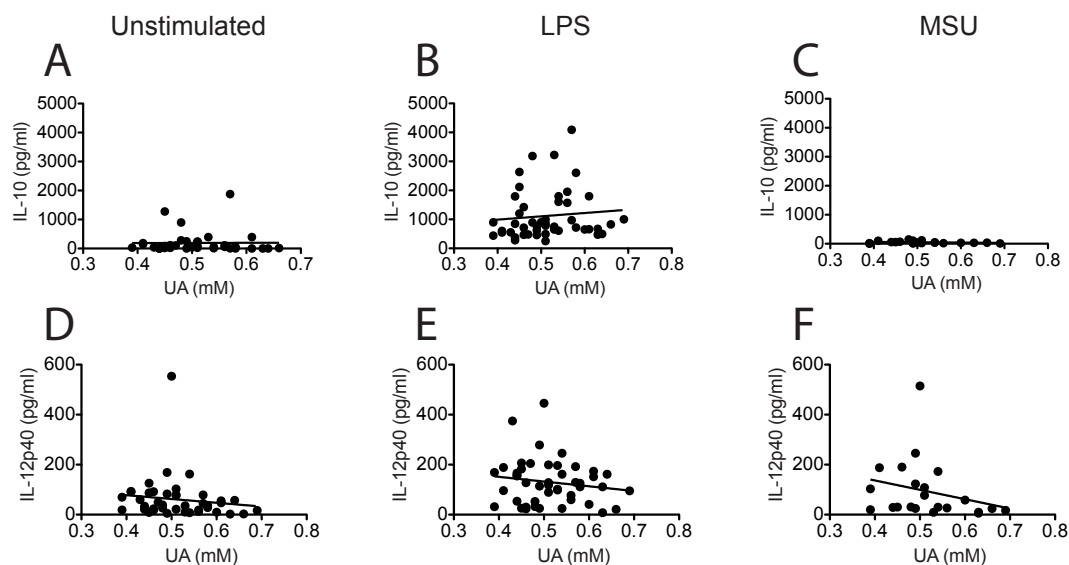 Unstimulated LPS MSU
A B C
5000 5000 5000
4000 4000 4000
3000 3000 3000
2000 2000 2000
1000 1000 1000
0 0 0
IL-10 (pg/ml) IL-10 (pg/ml) IL-10 (pg/ml)
0.3 0.4 0.5 0.6 0.7 0.3 0.4 0.5 0.6 0.7 0.8 0.3 0.4 0.5 0.6 0.7 0.8
UA (mM) UA (mM) UA (mM)
D E F
600 600 600
400 400 400
200 200 200
0 0 0
IL-12p40 (pg/ml) IL-12p40 (pg/ml) IL-12p40 (pg/ml)
0.3 0.4 0.5 0.6 0.7 0.8 0.3 0.4 0.5 0.6 0.7 0.8 0.3 0.4 0.5 0.6 0.7 0.8
UA (mM) UA (mM) UA (mM)